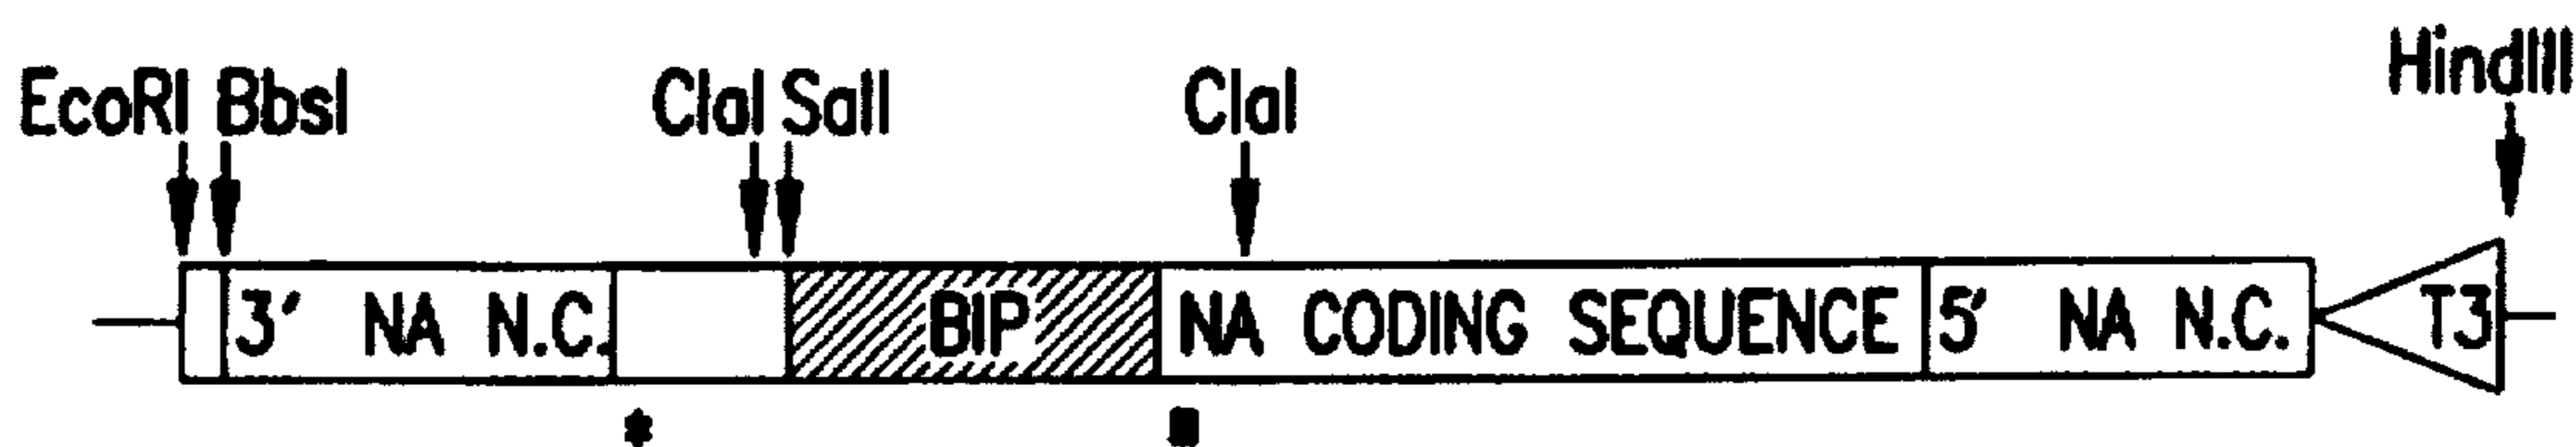 HindIII
EcoRI BbsI ClaI SalI ClaI
3' NA N.C. BIP NA CODING SEQUENCE 5' NA N.C. T3
*